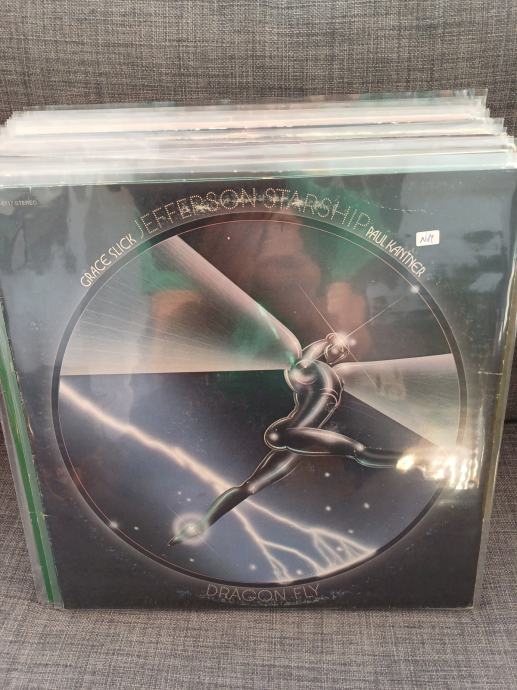 STEREO
JEFFERSON STARSHIP
GRACE SLICK
PAUL KANTNER
NM
DRAGON FLY